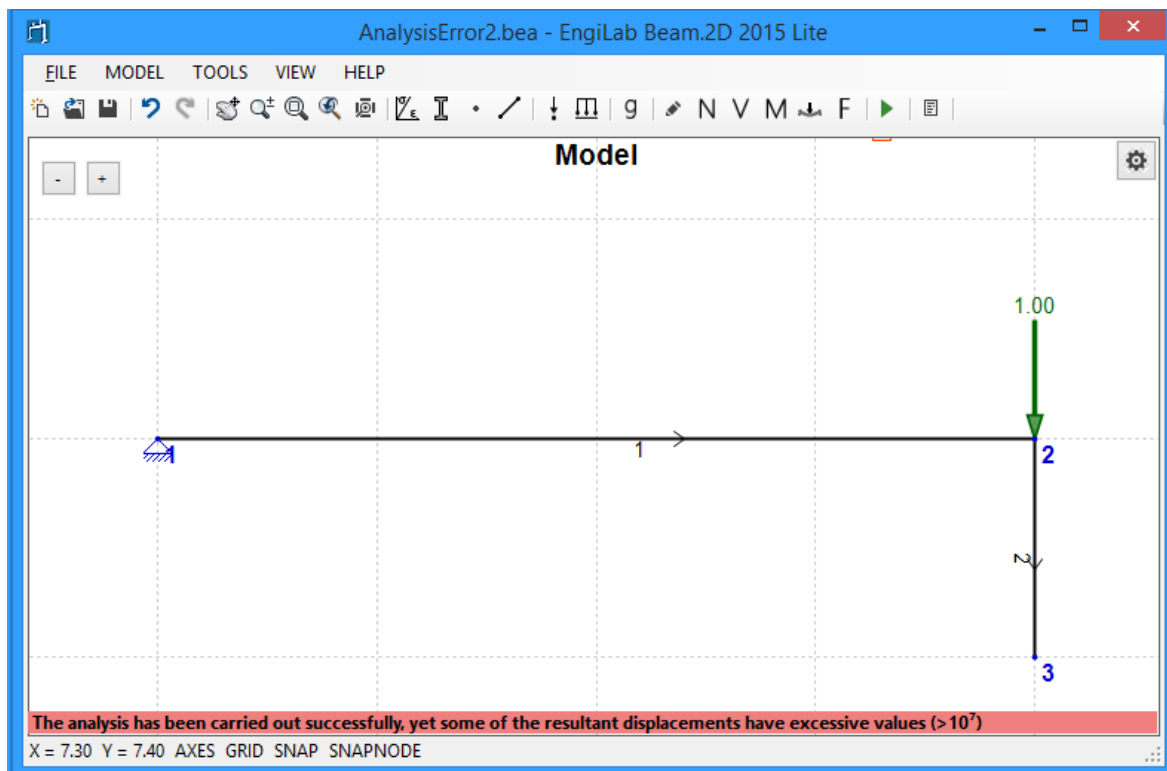 AnalysisError2.bea - EngiLab Beam.2D 2015 Lite
FILE MODEL TOOLS VIEW HELP
% ε g N V M F
Model
- +
1.00
1
1
2
2
3
The analysis has been carried out successfully, yet some of the resultant displacements have excessive values (>10⁷)
X = 7.30 Y = 7.40 AXES GRID SNAP SNAPNODE